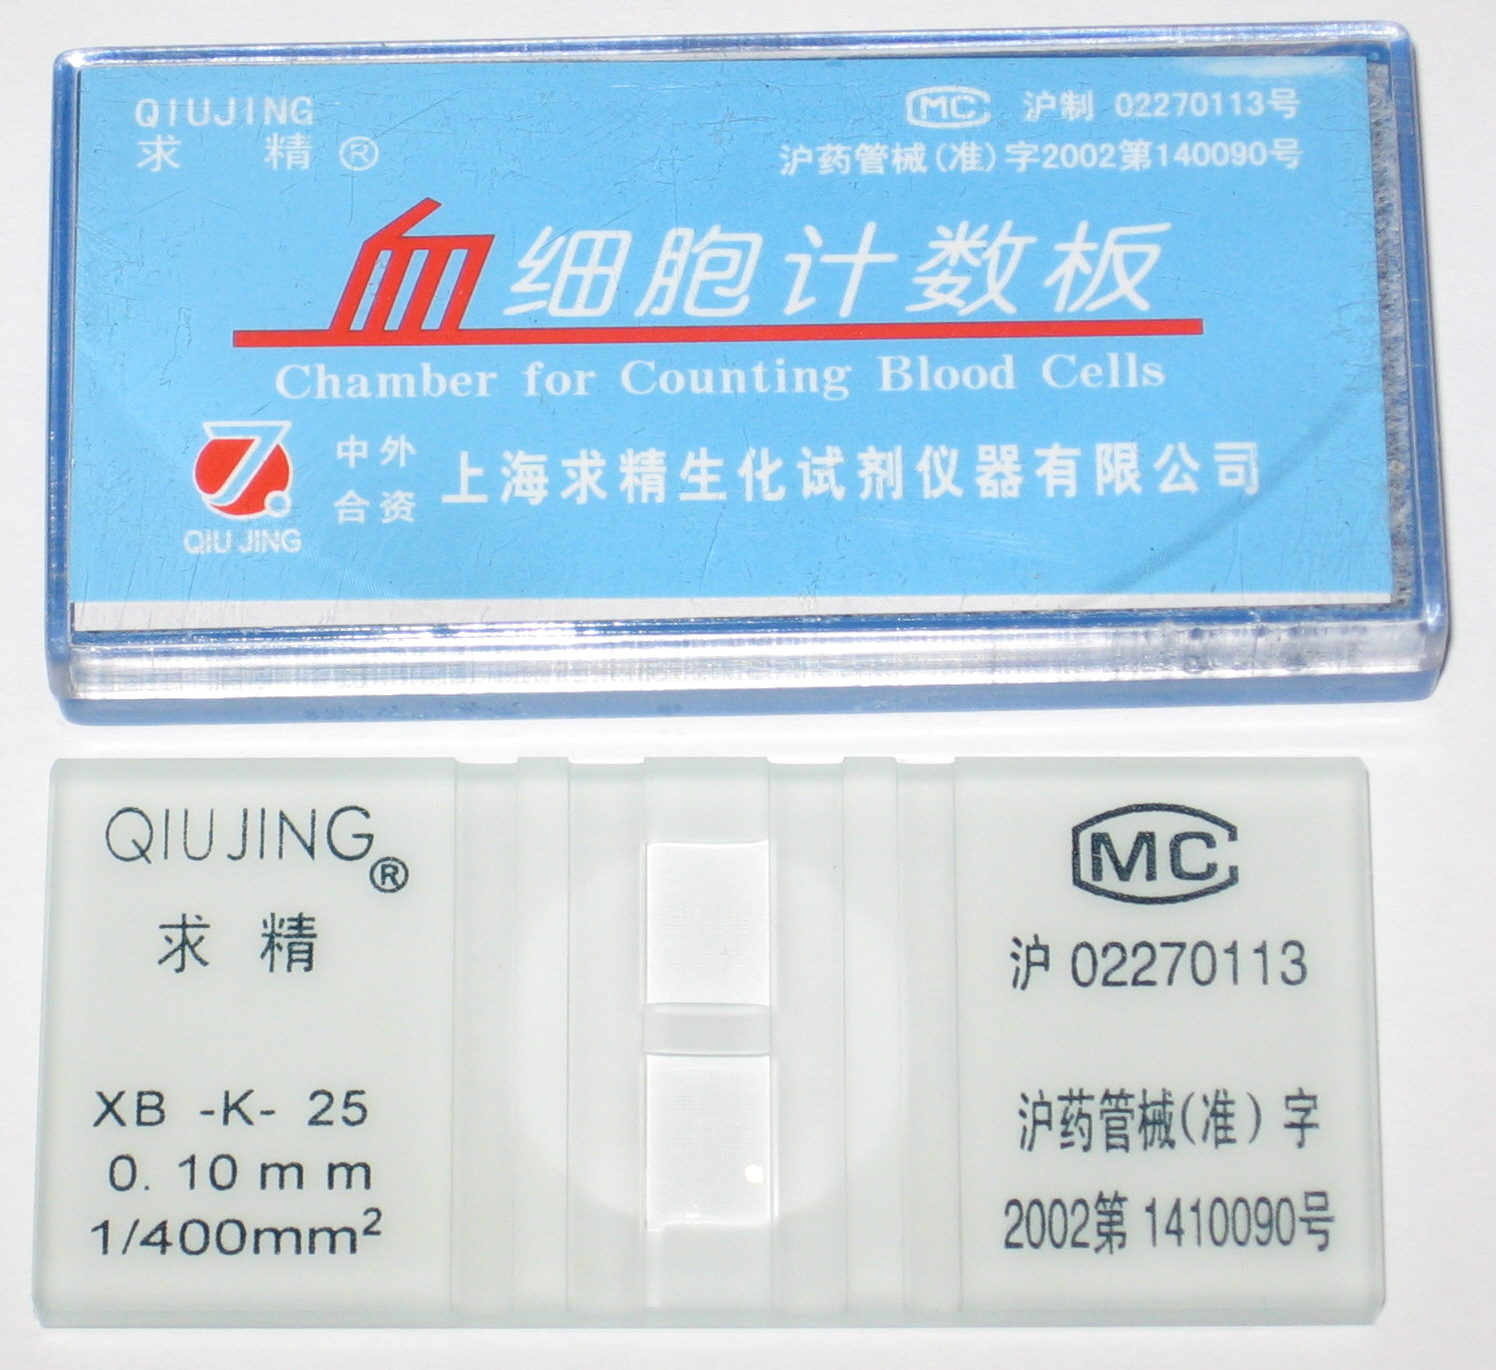 QIUJING
求 精 ®
MC 沪制 02270113号
沪药管械(准)字2002第140090号
血细胞计数板
Chamber for Counting Blood Cells
中外
合资
上海求精生化试剂仪器有限公司
QIU JING
QIUJING®
求 精
XB -K- 25
0. 10mm
1/400mm²
MC
沪 02270113
沪药管械(准)字
2002第 1410090号